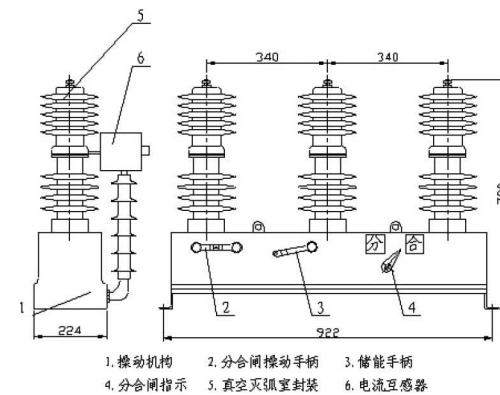 5
6
340 340
分 合
1 2 3 4
224 922
1. 操动机构 2. 分合闸操动手柄 3. 储能手柄
4. 分合闸指示 5. 真空灭弧室封装 6. 电流互感器